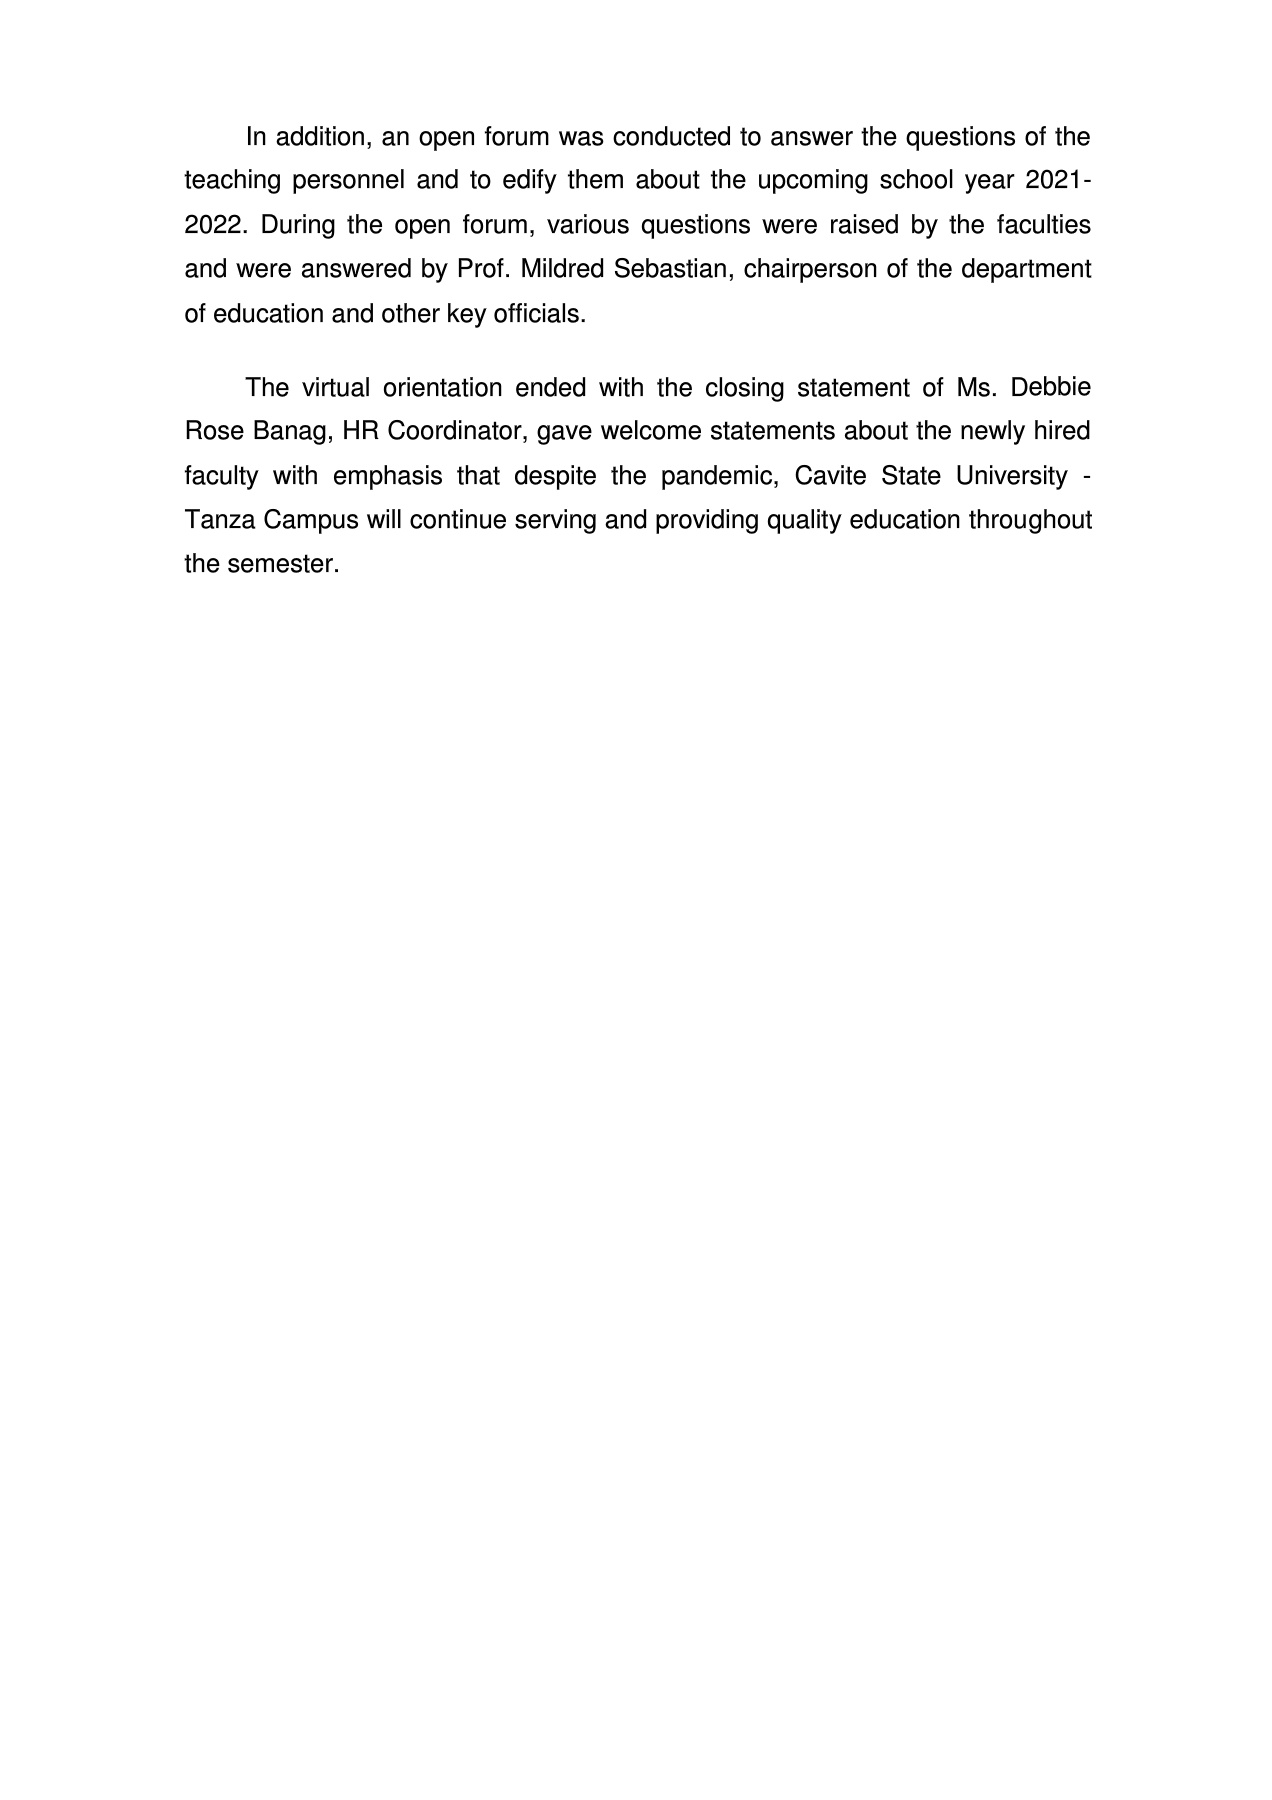 In addition, an open forum was conducted to answer the questions of the
teaching personnel and to edify them about the upcoming school year 2021-
2022. During the open forum, various questions were raised by the faculties
and were answered by Prof. Mildred Sebastian, chairperson of the department
of education and other key officials.
The virtual orientation ended with the closing statement of Ms. Debbie
Rose Banag, HR Coordinator, gave welcome statements about the newly hired
faculty with emphasis that despite the pandemic, Cavite State University -
Tanza Campus will continue serving and providing quality education throughout
the semester.